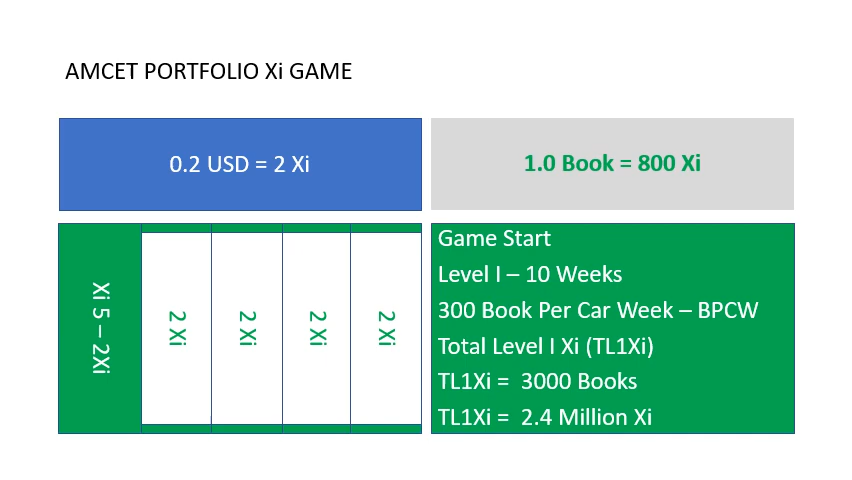 AMCET PORTFOLIO Xi GAME
0.2 USD = 2 Xi
1.0 Book = 800 Xi
Xi 5 – 2Xi
2 Xi
2 Xi
2 Xi
2 Xi
Game Start
Level I – 10 Weeks
300 Book Per Car Week – BPCW
Total Level I Xi (TL1Xi)
TL1Xi = 3000 Books
TL1Xi = 2.4 Million Xi